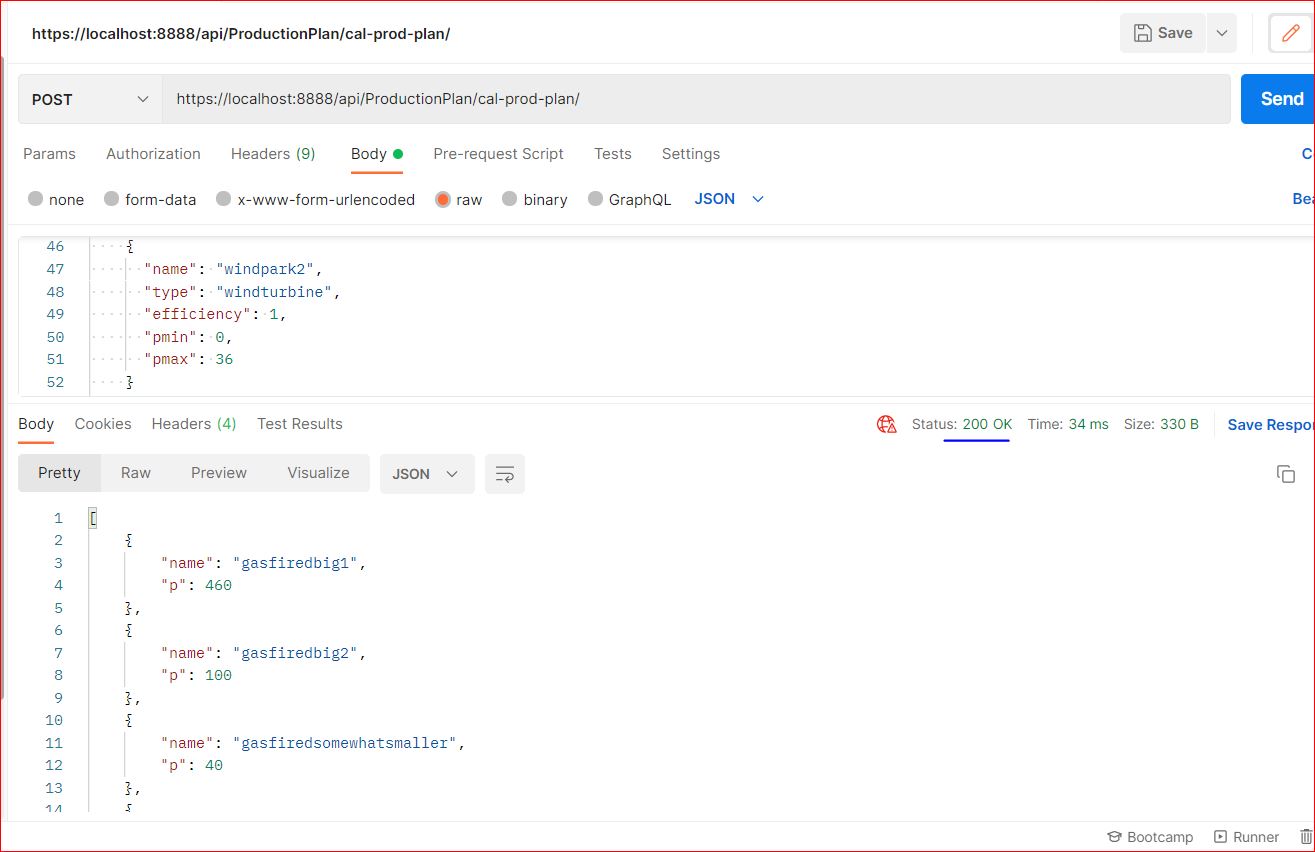 https://localhost:8888/api/ProductionPlan/cal-prod-plan/
Save
POST
https://localhost:8888/api/ProductionPlan/cal-prod-plan/
Send
Params Authorization Headers (9) Body Pre-request Script Tests Settings C
none form-data x-www-form-urlencoded raw binary GraphQL JSON Bea
46 {
47 "name": "windpark2",
48 "type": "windturbine",
49 "efficiency": 1,
50 "pmin": 0,
51 "pmax": 36
52 }
Body Cookies Headers (4) Test Results Status: 200 OK Time: 34 ms Size: 330 B Save Respon
Pretty Raw Preview Visualize JSON
1 [
2 {
3 "name": "gasfiredbig1",
4 "p": 460
5 },
6 {
7 "name": "gasfiredbig2",
8 "p": 100
9 },
10 {
11 "name": "gasfiredsomewhatsmaller",
12 "p": 40
13 },
14 {
Bootcamp Runner